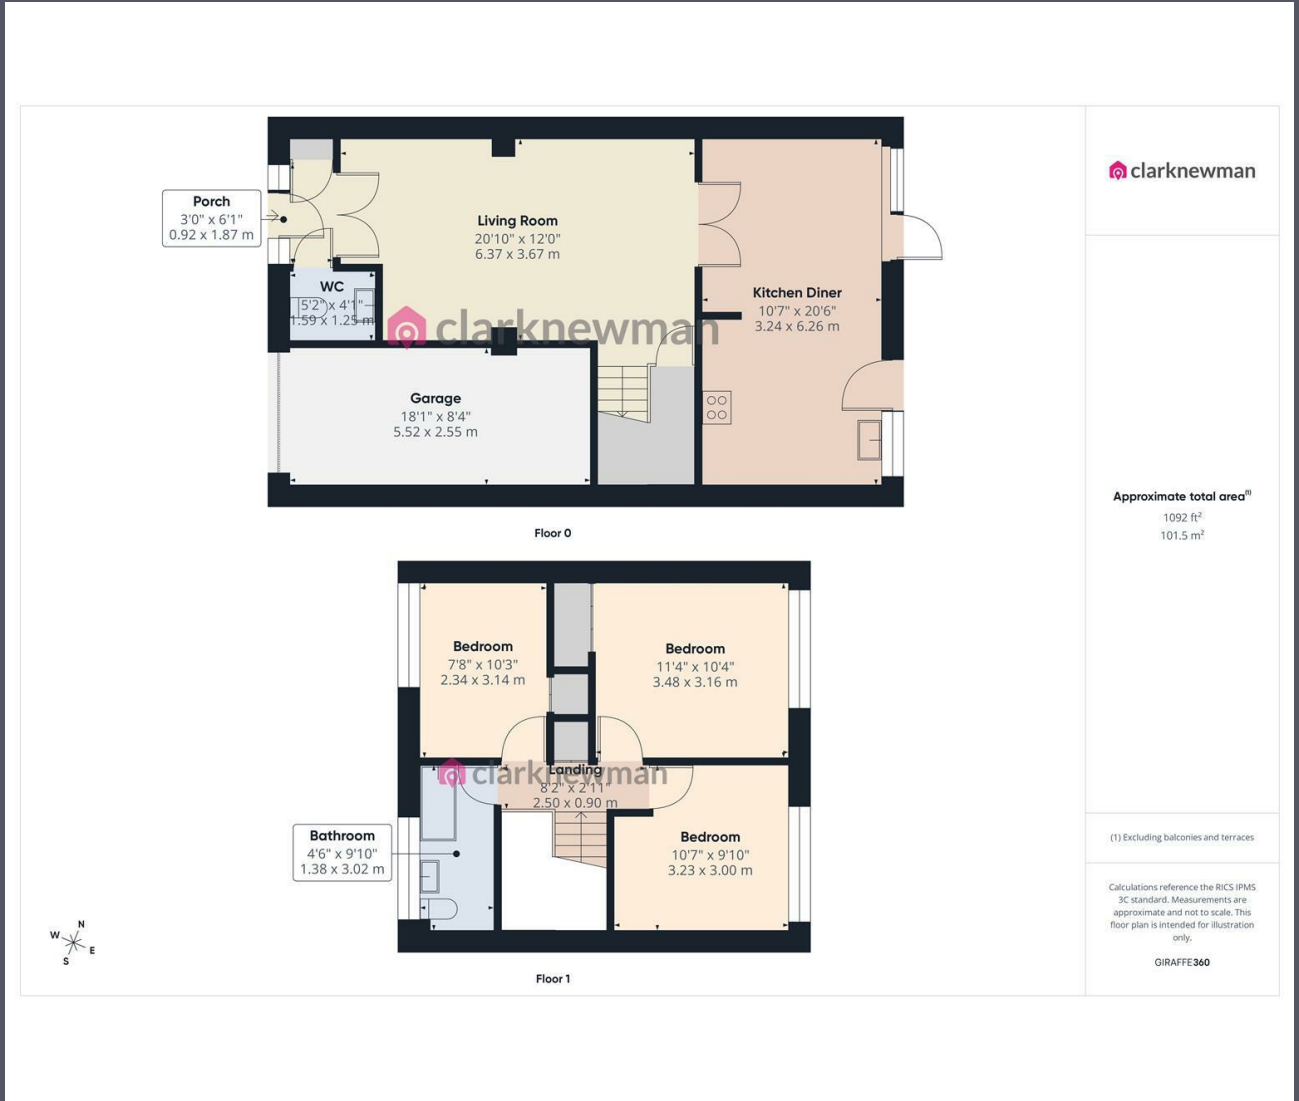 clarknewman
Porch
3'0" x 6'1"
0.92 x 1.87 m
Living Room
20'10" x 12'0"
6.37 x 3.67 m
WC
5'2" x 4'1"
1.59 x 1.25 m
Kitchen Diner
10'7" x 20'6"
3.24 x 6.26 m
clarknewman
Garage
18'1" x 8'4"
5.52 x 2.55 m
Floor 0
Approximate total area(1)
1092 ft²
101.5 m²
Bedroom
7'8" x 10'3"
2.34 x 3.14 m
Bedroom
11'4" x 10'4"
3.48 x 3.16 m
clarknewman
Landing
8'2" x 2'11"
2.50 x 0.90 m
Bathroom
4'6" x 9'10"
1.38 x 3.02 m
Bedroom
10'7" x 9'10"
3.23 x 3.00 m
Floor 1
N
W
E
S
(1) Excluding balconies and terraces
Calculations reference the RICS IPMS
3C standard. Measurements are
approximate and not to scale. This
floor plan is intended for illustration
only.
GIRAFFE360